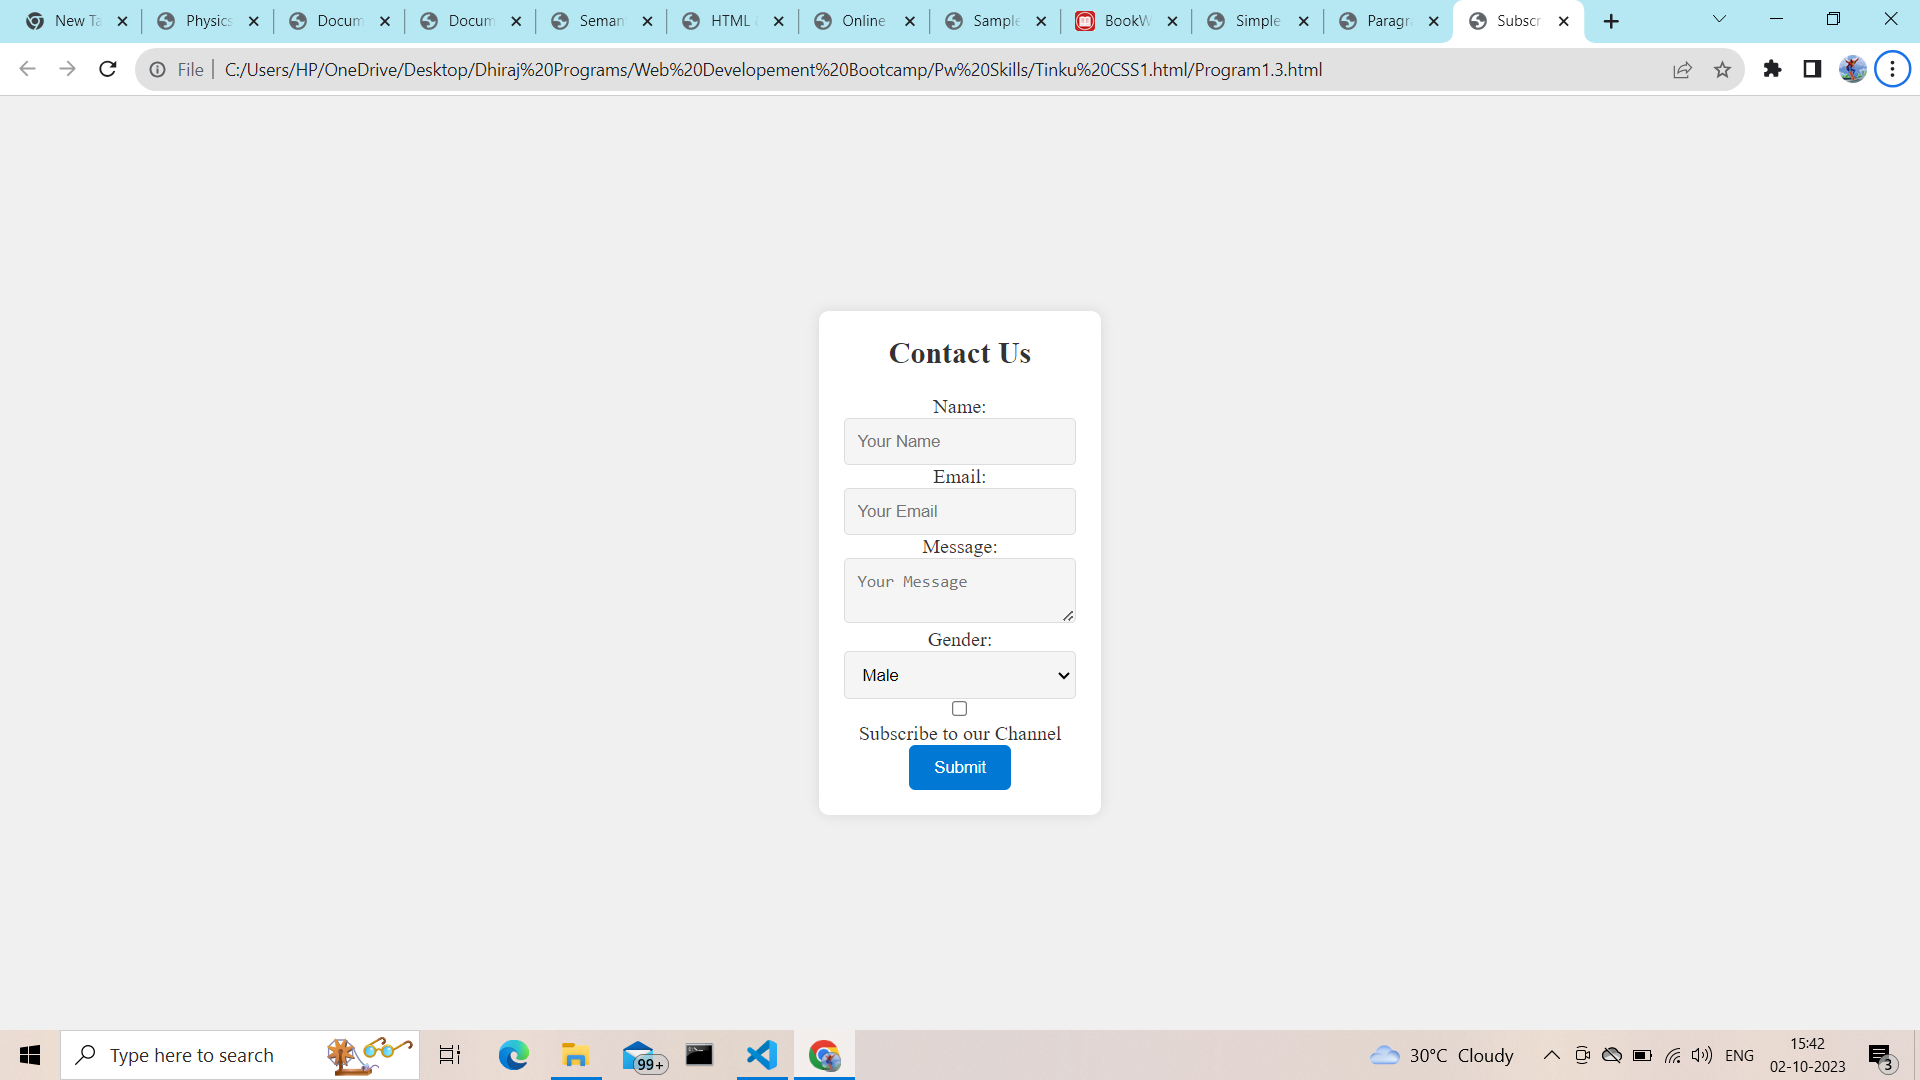 New Ta
Physics
Docum
Docum
Seman
HTML
Online
Sample
BookW
Simple
Paragra
Subscr
File
C:/Users/HP/OneDrive/Desktop/Dhiraj%20Programs/Web%20Developement%20Bootcamp/Pw%20Skills/Tinku%20CSS1.html/Program1.3.html
Contact Us
Name:
Your Name
Email:
Your Email
Message:
Your Message
Gender:
Male
Subscribe to our Channel
Submit
Type here to search
99+
30°C Cloudy
ENG
15:42
02-10-2023
3